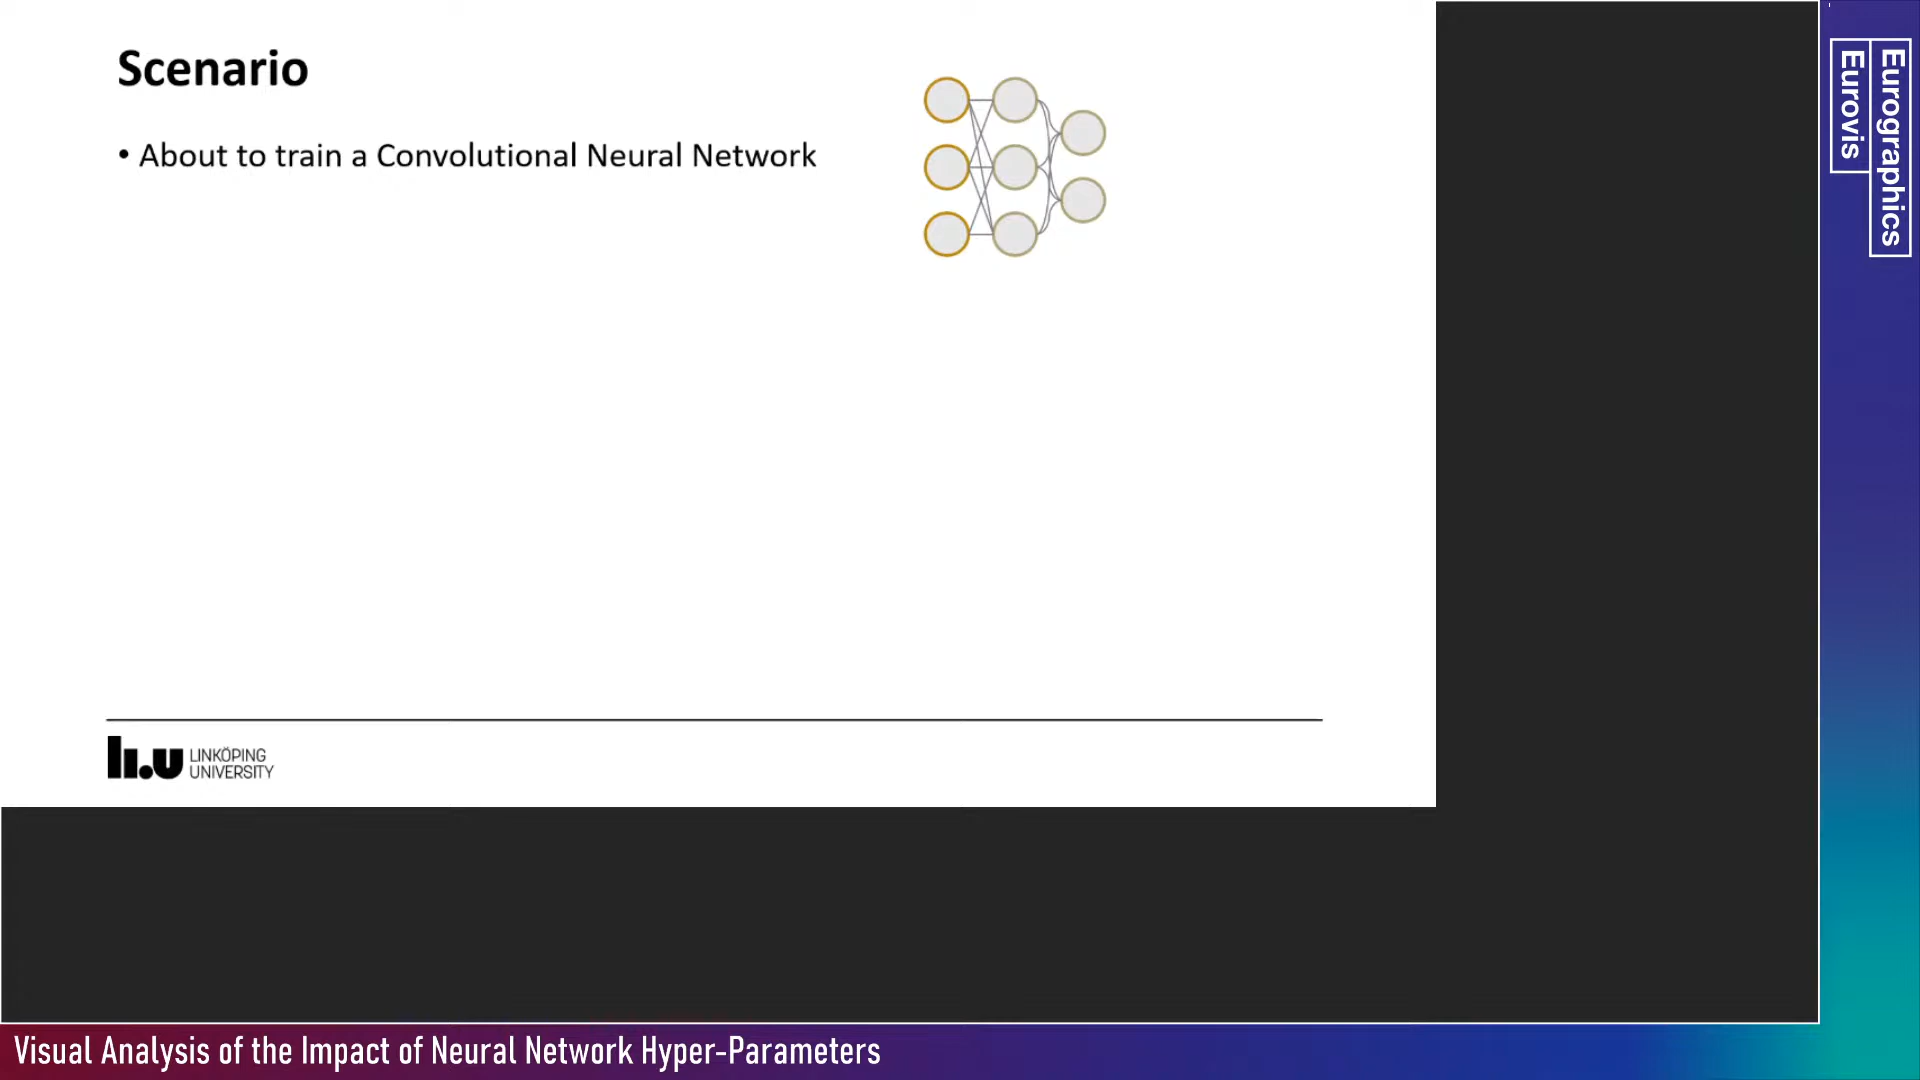 Scenario
• About to train a Convolutional Neural Network
li.u LINKÖPING
UNIVERSITY
Eurographics
Eurovis
Visual Analysis of the Impact of Neural Network Hyper-Parameters